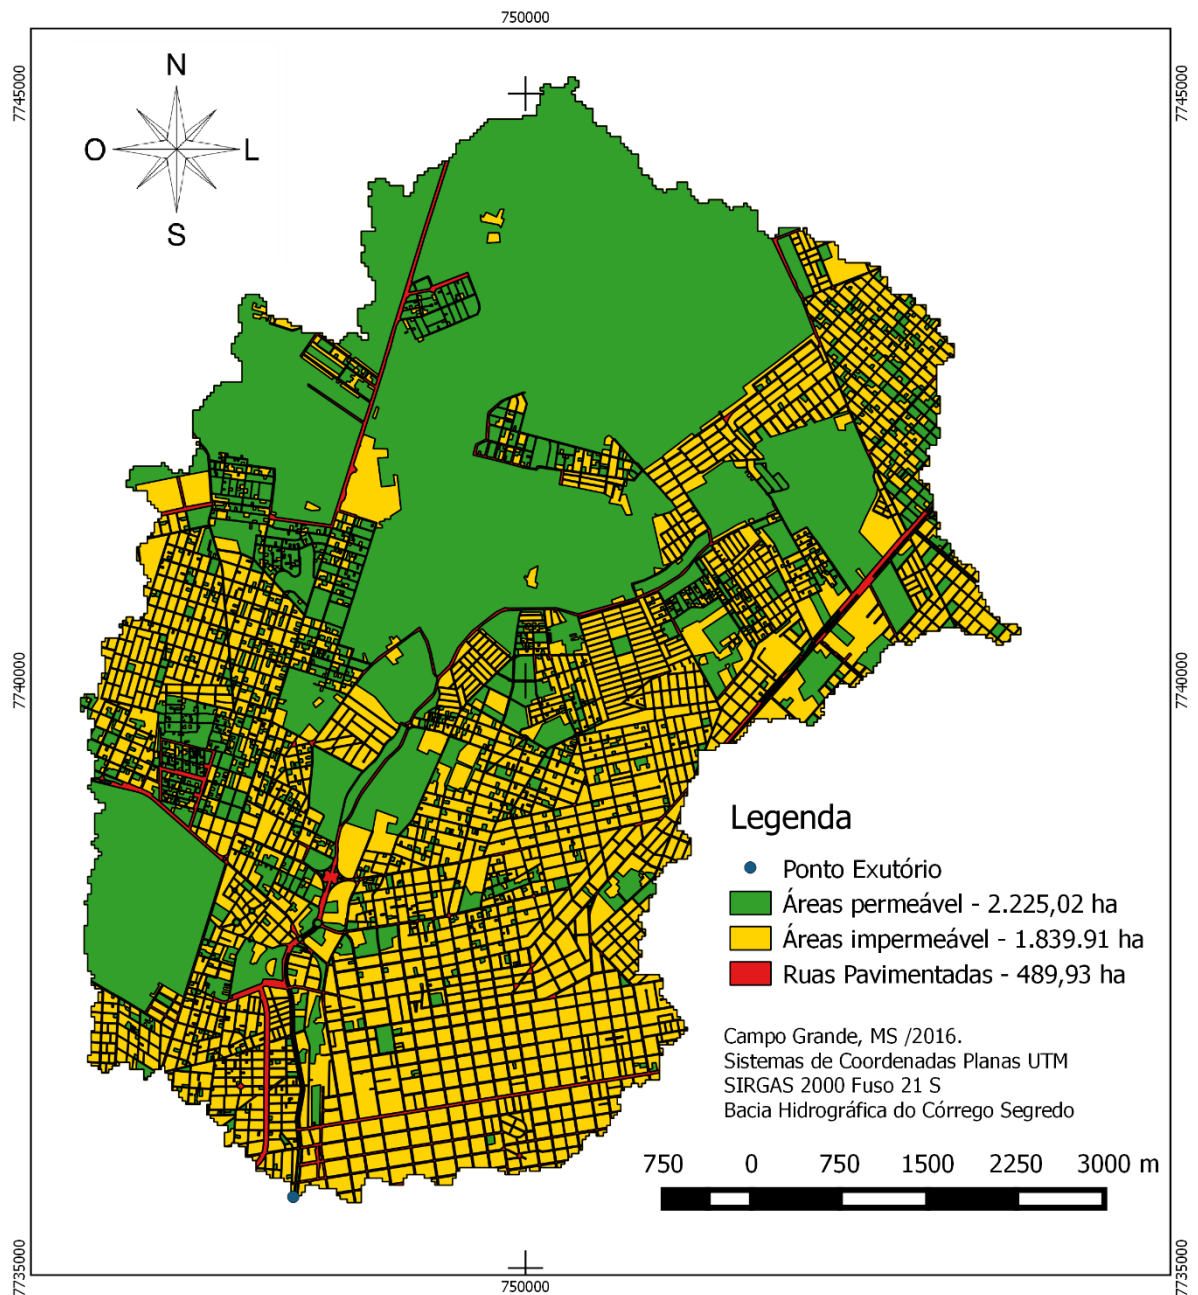 750000
7745000
7745000
N
O
L
S
7740000
7740000
Legenda
Ponto Exutório
Áreas permeável - 2.225,02 ha
Áreas impermeável - 1.839.91 ha
Ruas Pavimentadas - 489,93 ha
Campo Grande, MS /2016.
Sistemas de Coordenadas Planas UTM
SIRGAS 2000 Fuso 21 S
Bacia Hidrográfica do Córrego Segredo
750 0 750 1500 2250 3000 m
7735000
7735000
750000